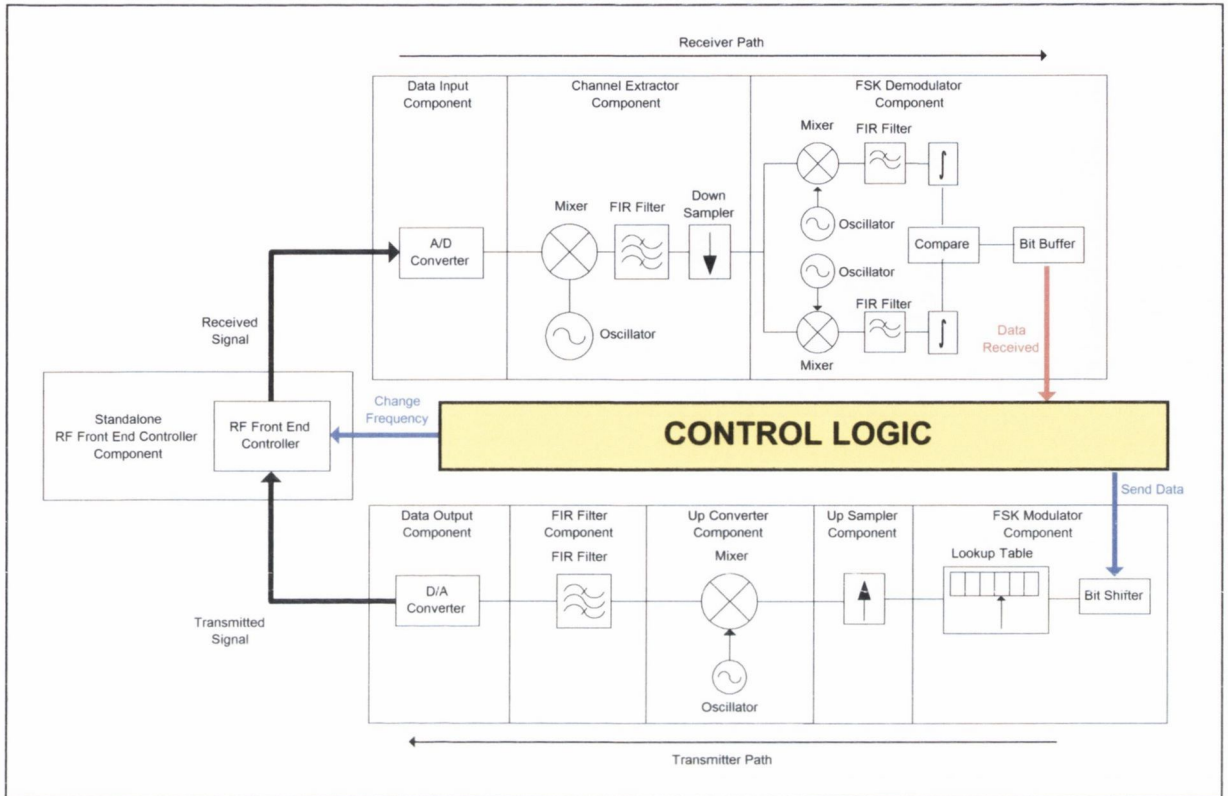 Receiver Path
Data Input
Component
Channel Extractor
Component
FSK Demodulator
Component
Mixer
FIR Filter
Oscillator
Mixer
FIR Filter
Down
Sampler
A/D
Converter
Oscillator
Compare
Bit Buffer
Oscillator
FIR Filter
Mixer
Received
Signal
Data
Received
Standalone
RF Front End Controller
Component
RF Front End
Controller
Change
Frequency
CONTROL LOGIC
Send Data
Data Output
Component
FIR Filter
Component
Up Converter
Component
Up Sampler
Component
FSK Modulator
Component
FIR Filter
Mixer
Lookup Table
D/A
Converter
Bit Shifter
Transmitted
Signal
Oscillator
Transmitter Path